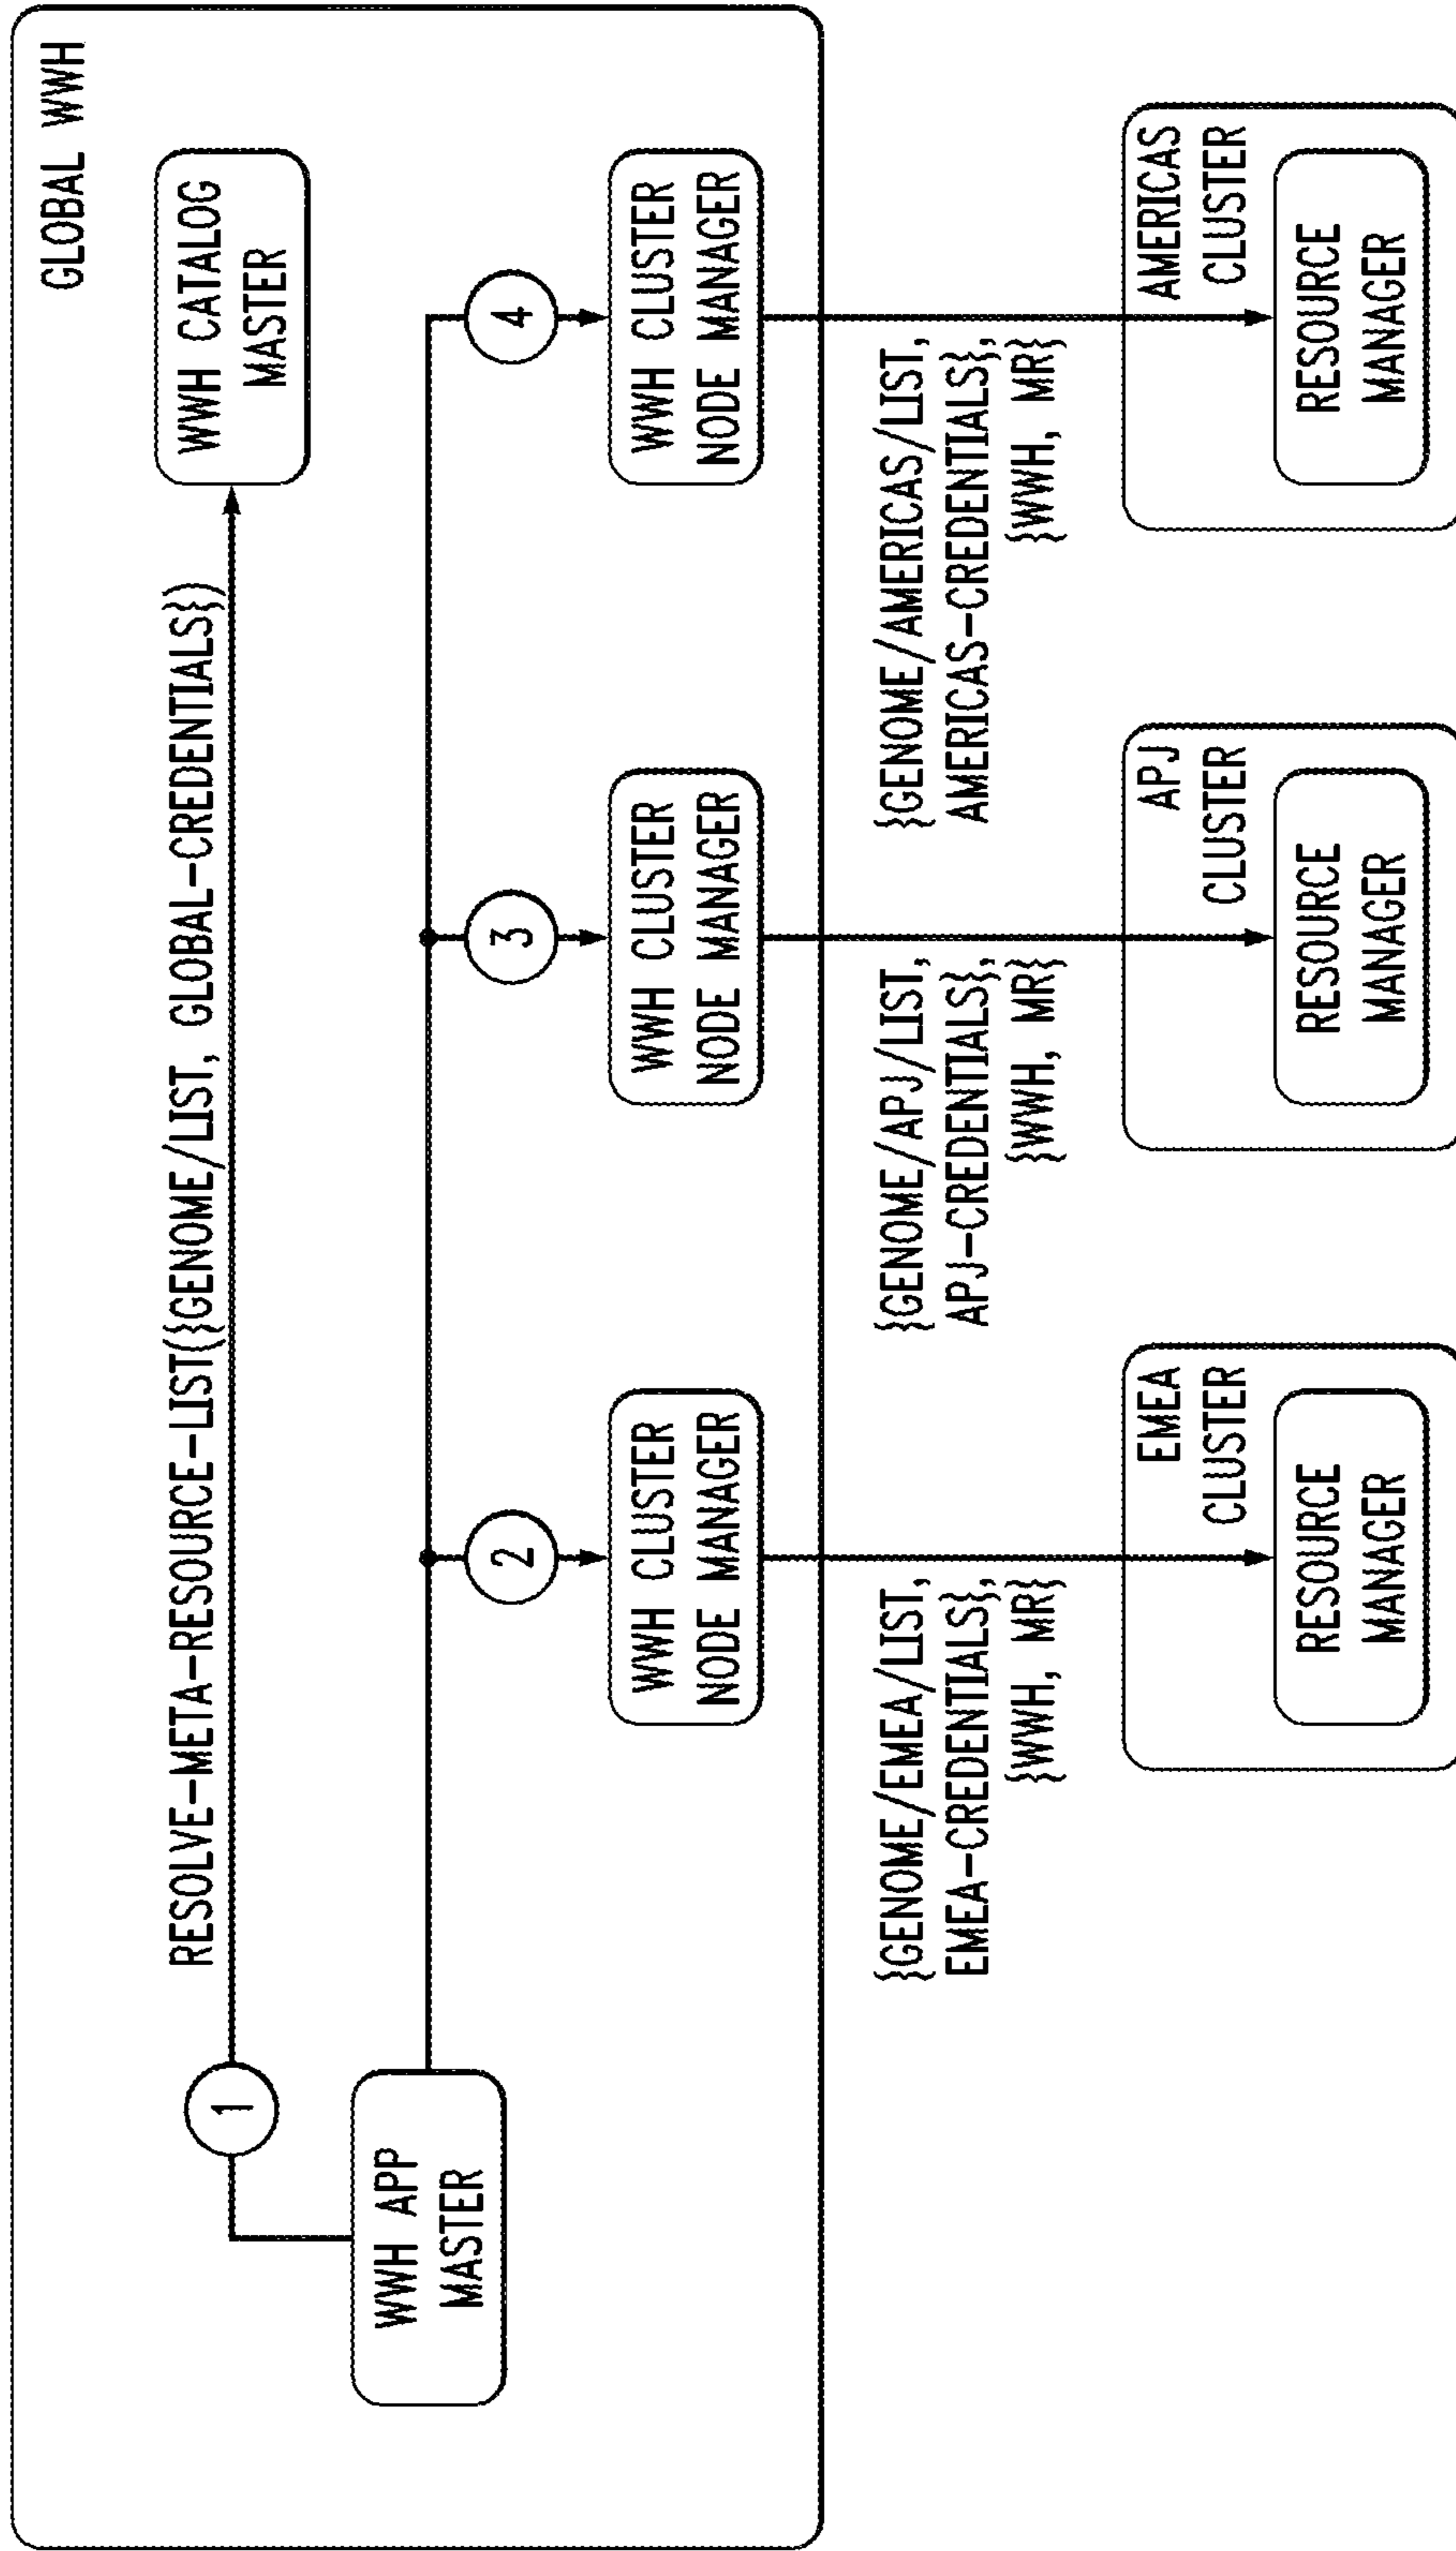 GLOBAL WWH
RESOLVE-META-RESOURCE-LIST({GENOME/LIST, GLOBAL-CREDENTIALS})
1
WWH CATALOG
MASTER
WWH APP
MASTER
2
3
4
WWH CLUSTER
NODE MANAGER
WWH CLUSTER
NODE MANAGER
WWH CLUSTER
NODE MANAGER
{GENOME/EMEA/LIST,
EMEA-CREDENTIALS},
{WWH, MR}
{GENOME/APJ/LIST,
APJ-CREDENTIALS},
{WWH, MR}
{GENOME/AMERICAS/LIST,
AMERICAS-CREDENTIALS},
{WWH, MR}
EMEA
CLUSTER
RESOURCE
MANAGER
APJ
CLUSTER
RESOURCE
MANAGER
AMERICAS
CLUSTER
RESOURCE
MANAGER